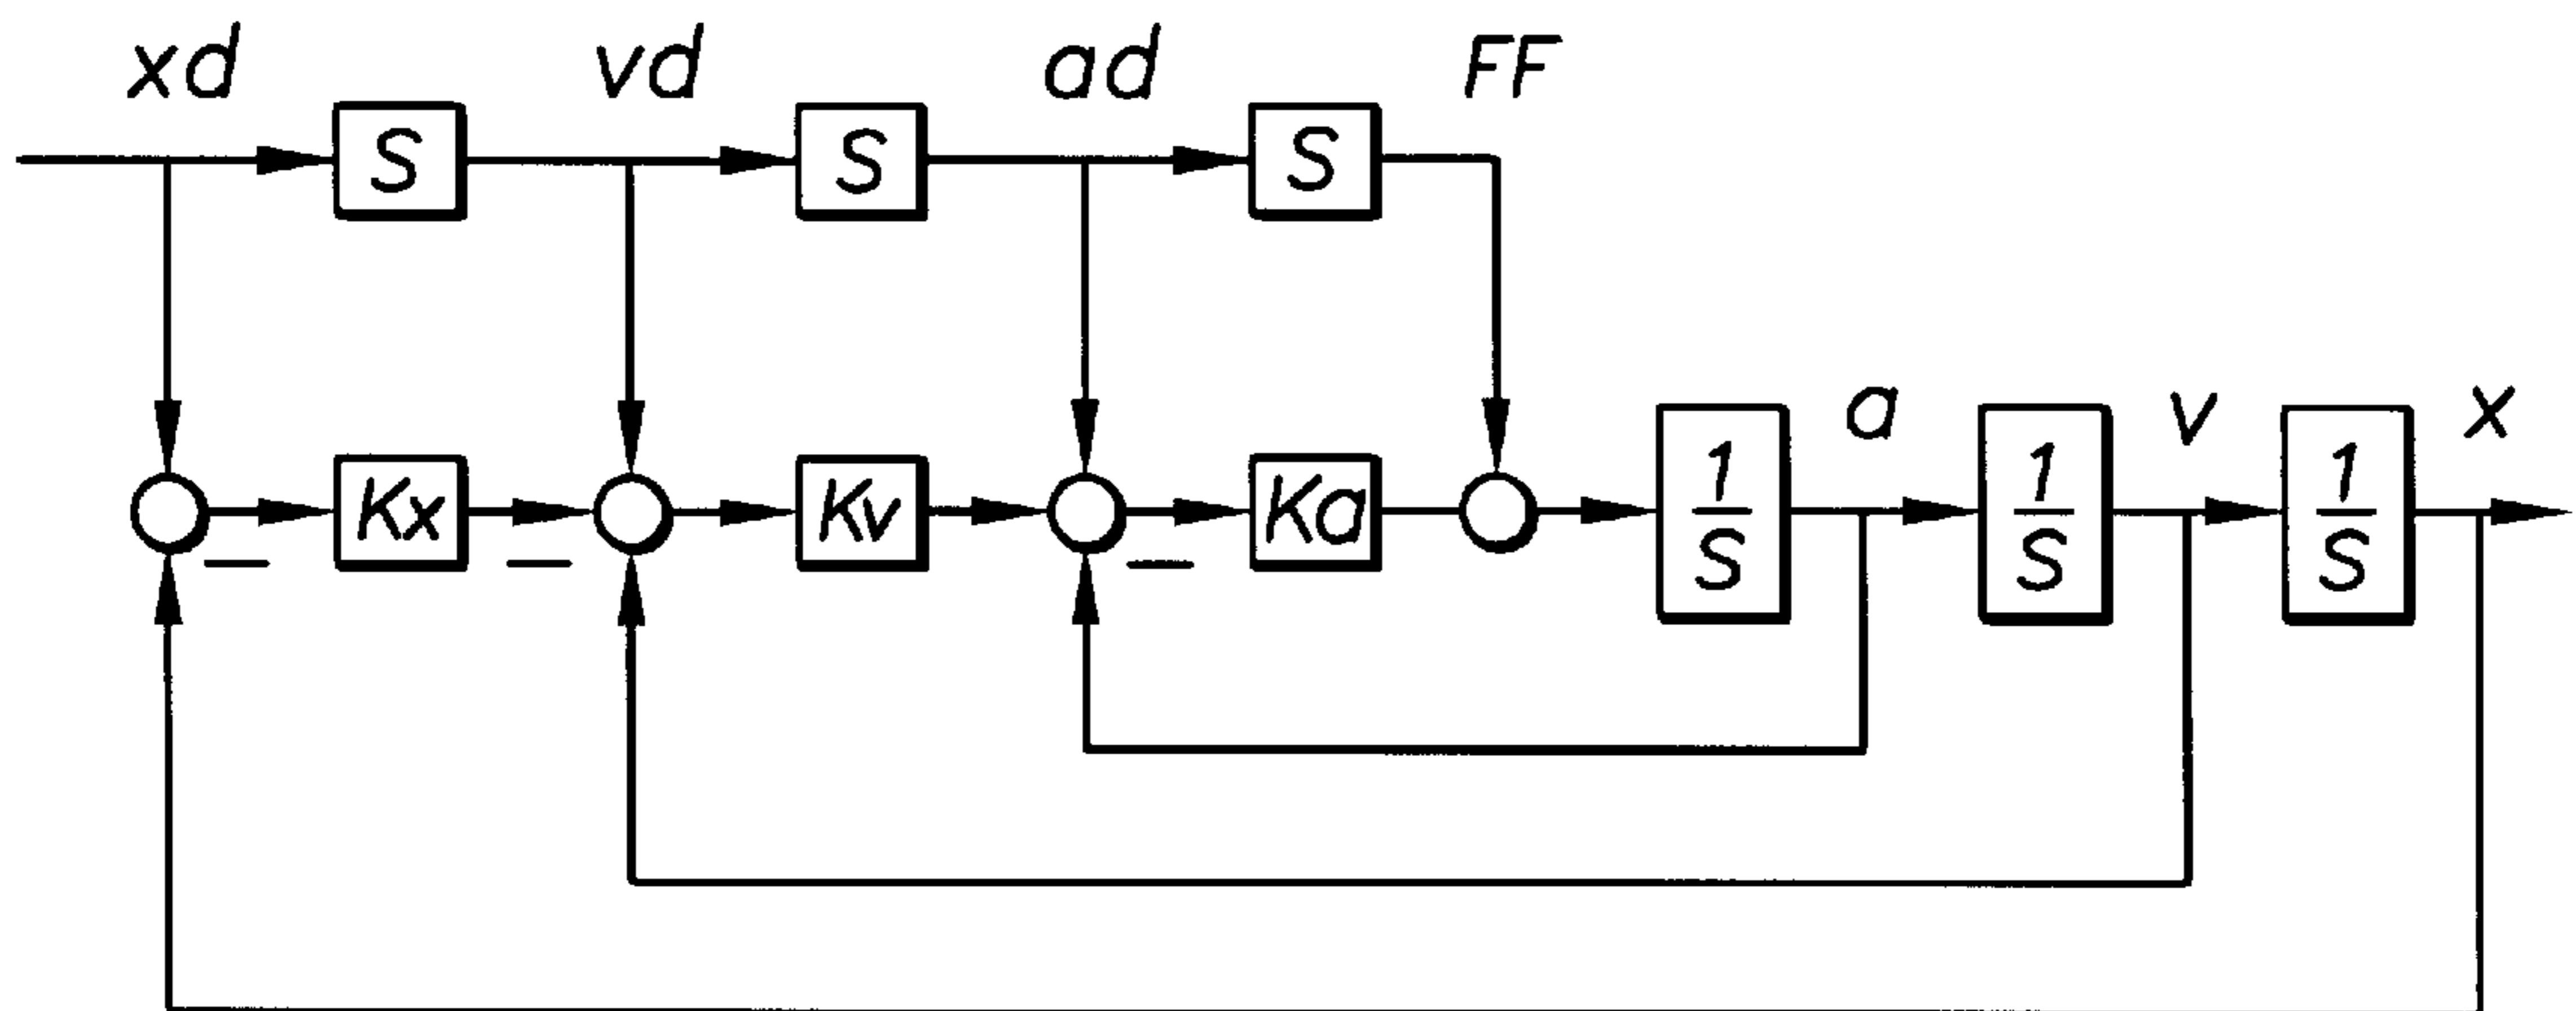 xd vd ad FF
S S S
a v x
Kx Kv Ka 1/S 1/S 1/S
− − −